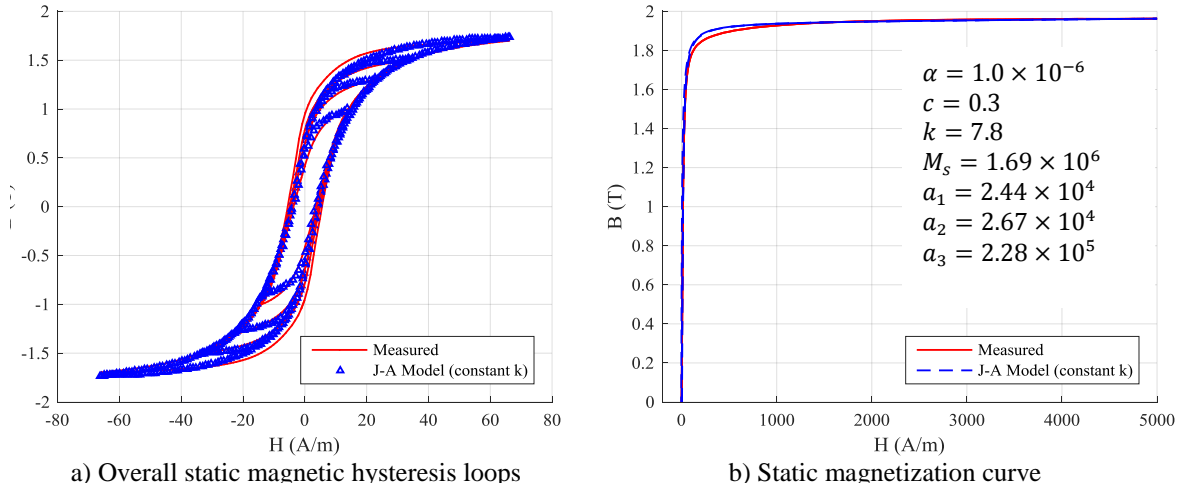 2
1.5
1
0.5
0
-0.5
-1
-1.5
-2
-80
-60
-40
-20
0
20
40
60
80
H (A/m)
Measured
J-A Model (constant k)
a) Overall static magnetic hysteresis loops
2
1.8
1.6
1.4
1.2
1
0.8
0.6
0.4
0.2
0
B (T)
0
1000
2000
3000
4000
5000
H (A/m)
α = 1.0 × 10⁻⁶
c = 0.3
k = 7.8
Mₛ = 1.69 × 10⁶
a₁ = 2.44 × 10⁴
a₂ = 2.67 × 10⁴
a₃ = 2.28 × 10⁵
Measured
J-A Model (constant k)
b) Static magnetization curve